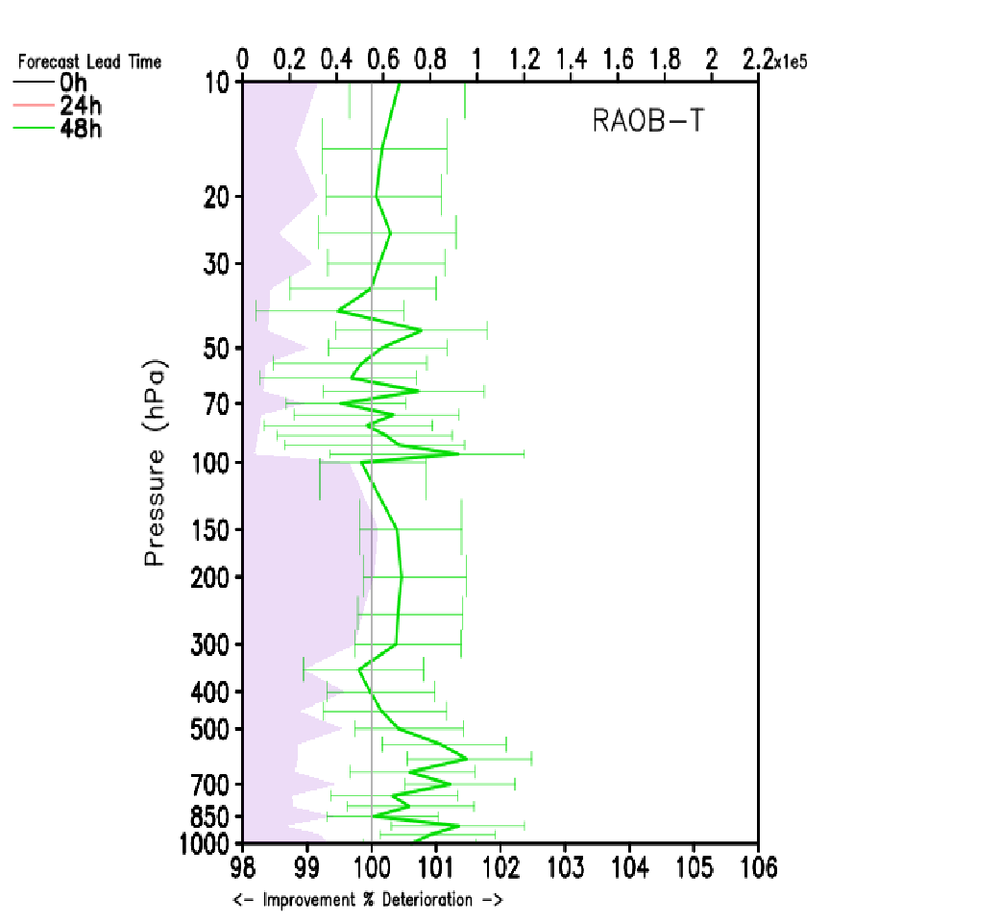 0 0.2 0.4 0.6 0.8 1 1.2 1.4 1.6 1.8 2 2.2x1e5
Forecast Lead Time
0h
24h
48h
RAOB-T
Pressure (hPa)
10
20
30
50
70
100
150
200
300
400
500
700
850
1000
98 99 100 101 102 103 104 105 106
<- Improvement % Deterioration ->